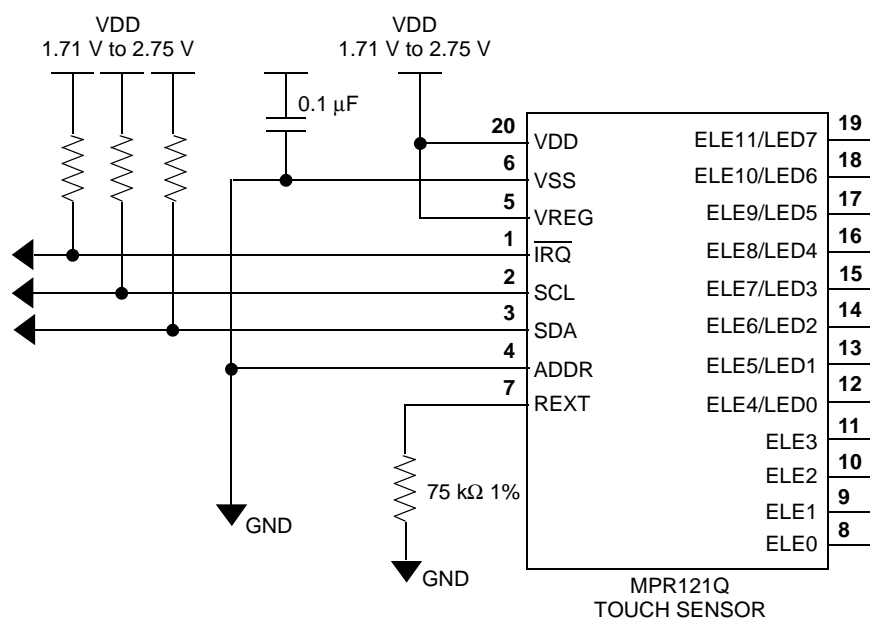 VDD
1.71 V to 2.75 V
VDD
1.71 V to 2.75 V
0.1 μF
20 VDD
6 VSS
5 VREG
1 I̅R̅Q̅
2 SCL
3 SDA
4 ADDR
7 REXT
ELE11/LED7 19
ELE10/LED6 18
ELE9/LED5 17
ELE8/LED4 16
ELE7/LED3 15
ELE6/LED2 14
ELE5/LED1 13
ELE4/LED0 12
ELE3 11
ELE2 10
ELE1 9
ELE0 8
75 kΩ 1%
GND
GND
MPR121Q
TOUCH SENSOR